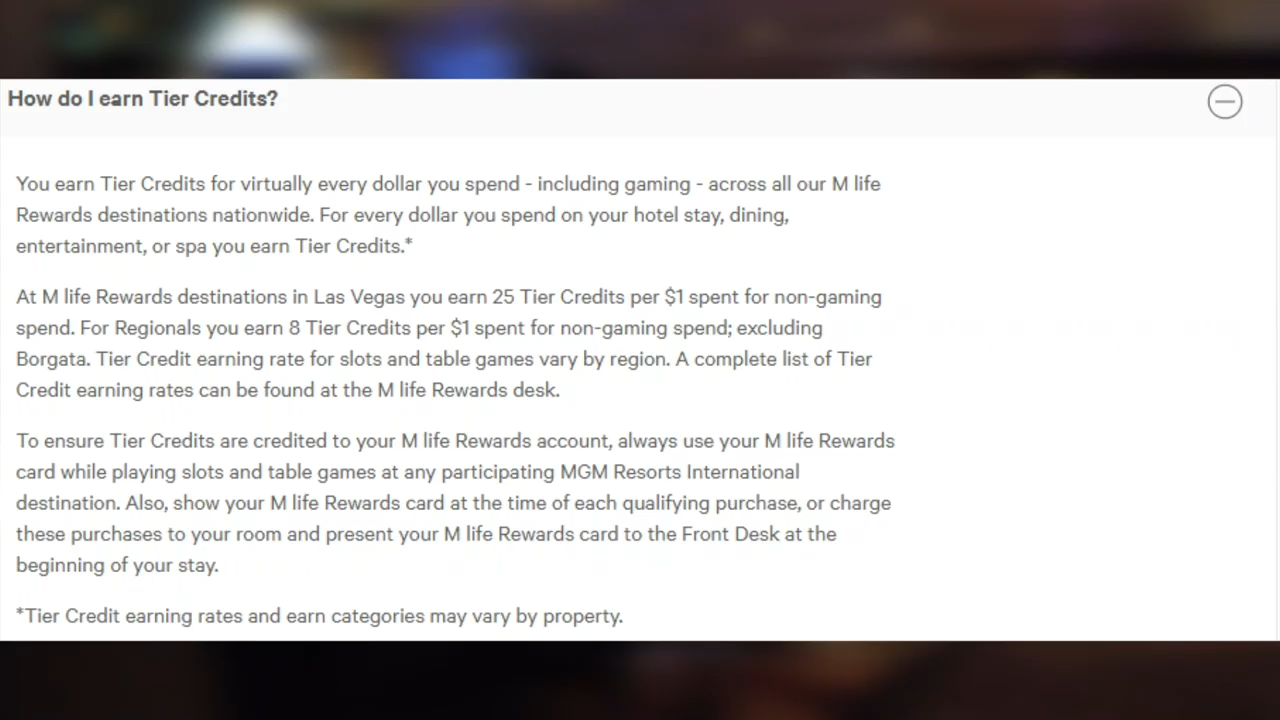 How do I earn Tier Credits?
You earn Tier Credits for virtually every dollar you spend - including gaming - across all our M life
Rewards destinations nationwide. For every dollar you spend on your hotel stay, dining,
entertainment, or spa you earn Tier Credits.*
At M life Rewards destinations in Las Vegas you earn 25 Tier Credits per $1 spent for non-gaming
spend. For Regionals you earn 8 Tier Credits per $1 spent for non-gaming spend; excluding
Borgata. Tier Credit earning rate for slots and table games vary by region. A complete list of Tier
Credit earning rates can be found at the M life Rewards desk.
To ensure Tier Credits are credited to your M life Rewards account, always use your M life Rewards
card while playing slots and table games at any participating MGM Resorts International
destination. Also, show your M life Rewards card at the time of each qualifying purchase, or charge
these purchases to your room and present your M life Rewards card to the Front Desk at the
beginning of your stay.
*Tier Credit earning rates and earn categories may vary by property.